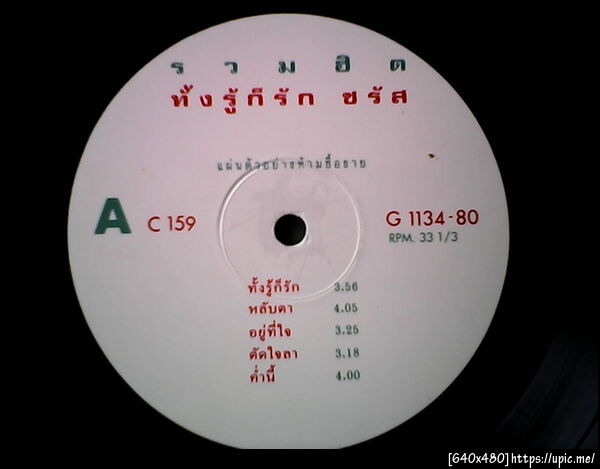 รวมฮิต
ทั้งรู้ก็รัก ชรัส
แผ่นตัวอย่างห้ามซื้อขาย
A C 159 G 1134-80
RPM. 33 1/3
ทั้งรู้ก็รัก 3.56
หลับตา 4.05
อยู่ที่ใจ 3.25
ตัดใจลา 3.18
ค่ำนี้ 4.00
[640x480]https://upic.me/